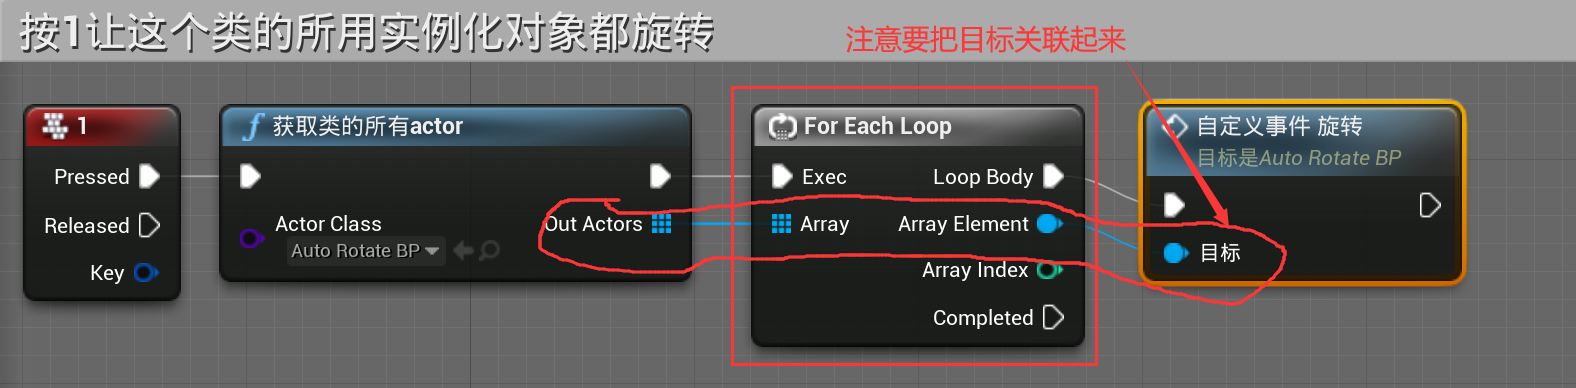 按1让这个类的所用实例化对象都旋转
注意要把目标关联起来
1
Pressed
Released
Key
f 获取类的所有actor
Actor Class
Auto Rotate BP
Out Actors
For Each Loop
Exec
Loop Body
Array
Array Element
Array Index
Completed
自定义事件 旋转
目标是Auto Rotate BP
目标